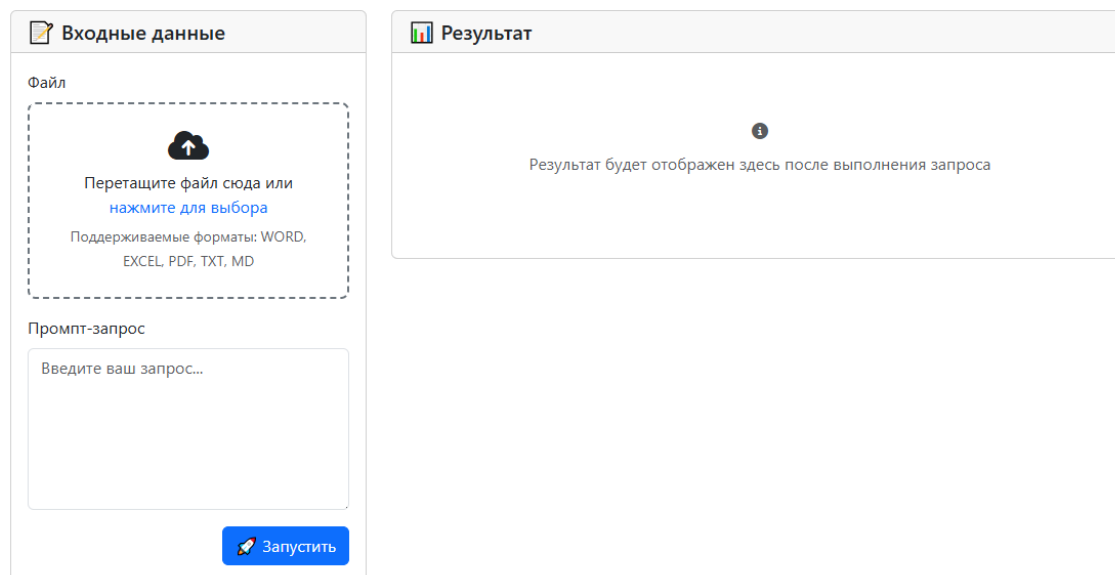 Входные данные
Файл
Перетащите файл сюда или
нажмите для выбора
Поддерживаемые форматы: WORD,
EXCEL, PDF, TXT, MD
Промпт-запрос
Введите ваш запрос...
Запустить
Результат
Результат будет отображен здесь после выполнения запроса